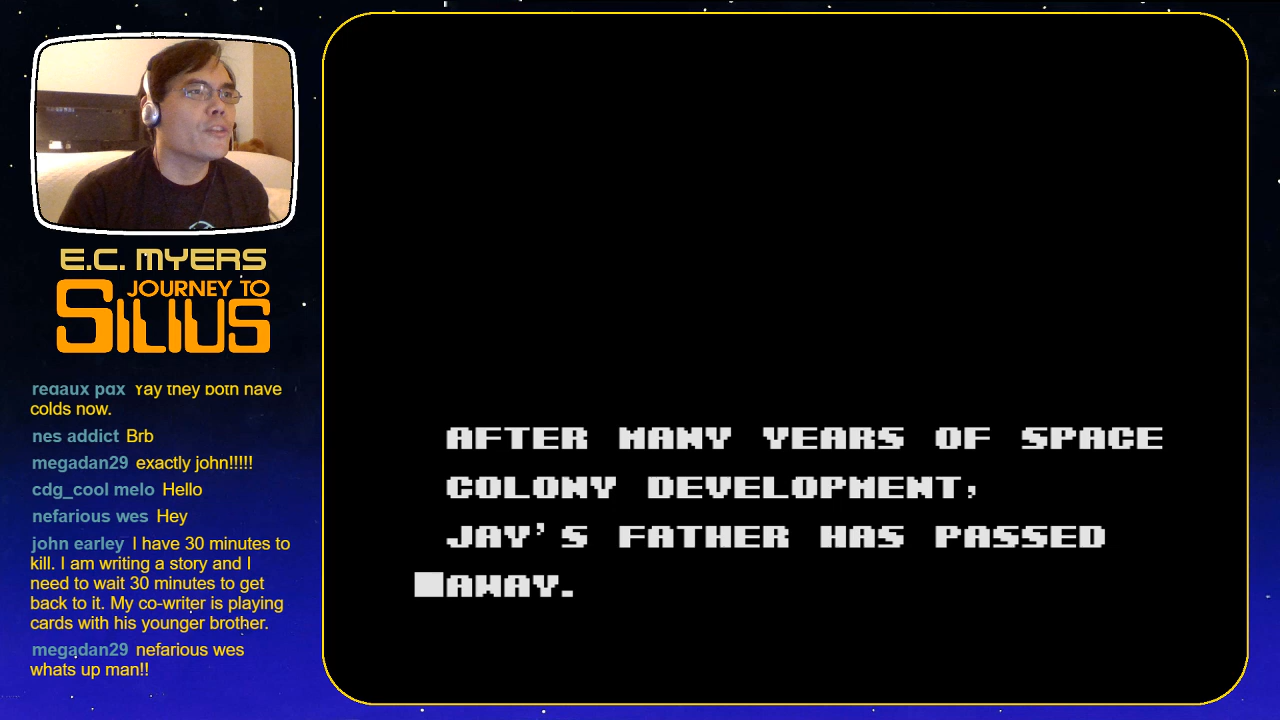 E.C. MYERS
JOURNEY TO
SILIUS
redaux pdx Yay they both have
colds now.
nes addict Brb
megadan29 exactly john!!!!!
cdg_cool melo Hello
nefarious wes Hey
john earley I have 30 minutes to
kill. I am writing a story and I
need to wait 30 minutes to get
back to it. My co-writer is playing
cards with his younger brother.
megadan29 nefarious wes
whats up man!!
AFTER MANY YEARS OF SPACE
COLONY DEVELOPMENT,
JAY'S FATHER HAS PASSED
AWAY.